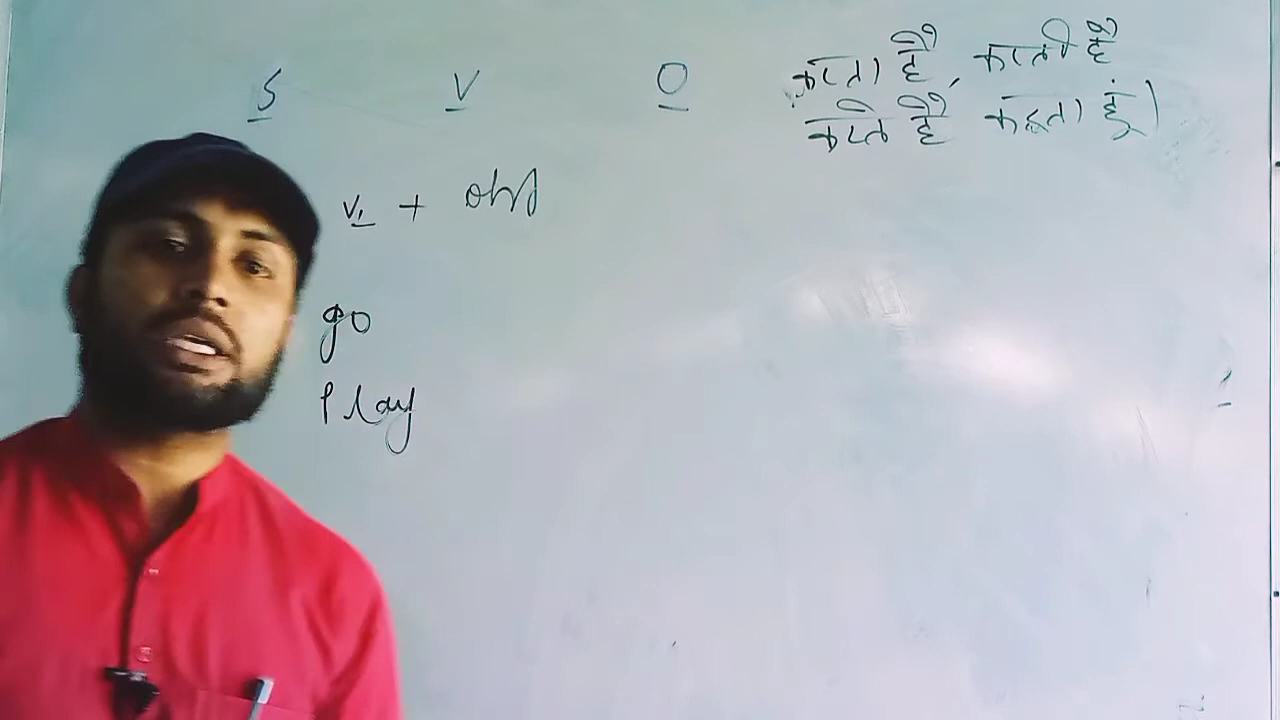 S V O
करता है, करती है
करते है करता हूँ।
V1 + obj
go
Play